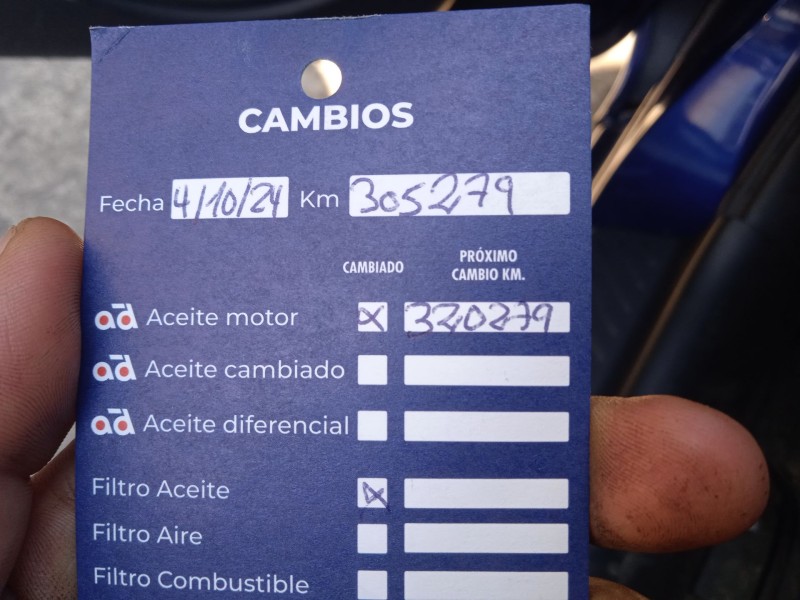 CAMBIOS
Fecha 4/10/24 Km 305279
CAMBIADO PRÓXIMO CAMBIO KM.
ad Aceite motor X 320279
ad Aceite cambiado
ad Aceite diferencial
Filtro Aceite X
Filtro Aire
Filtro Combustible